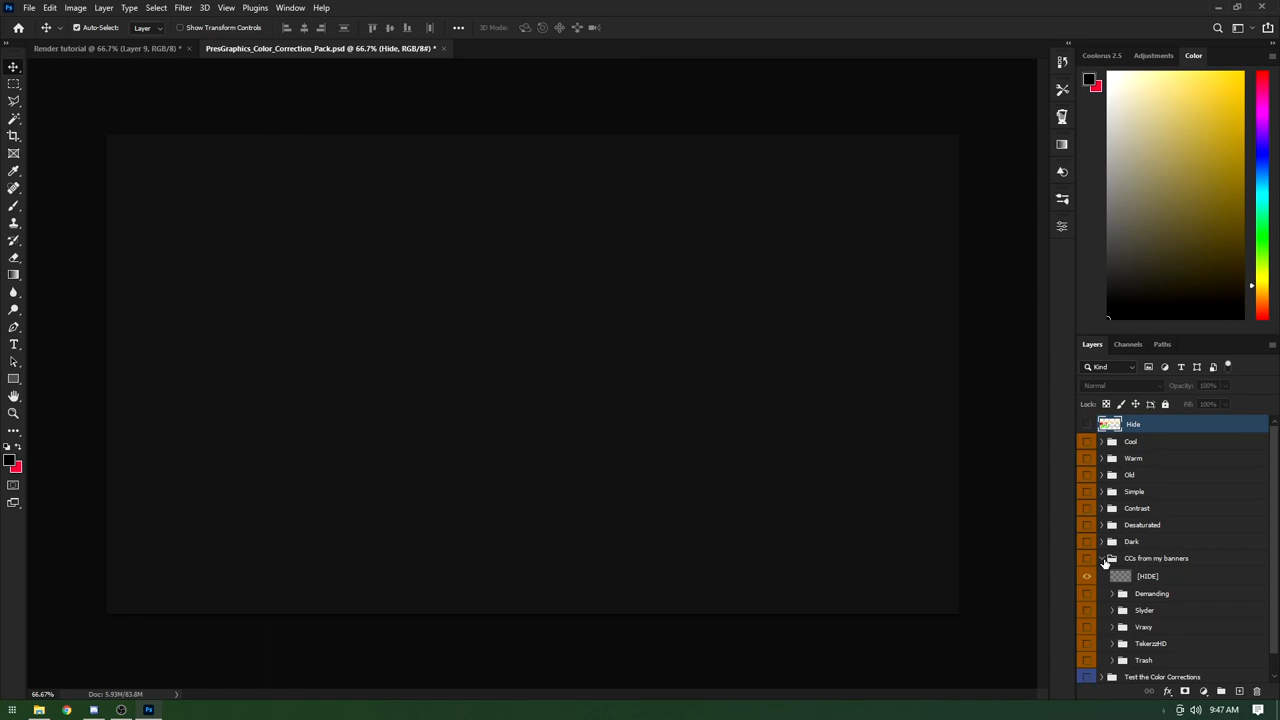 Ps File Edit Image Layer Type Select Filter 3D View Plugins Window Help
Auto-Select: Layer Show Transform Controls 3D Mode:
Render tutorial @ 66.7% (Layer 9, RGB/8) * × PresGraphics_Color_Correction_Pack.psd @ 66.7% (Hide, RGB/8#) * ×
Coolorus 2.5 Adjustments Color
Layers Channels Paths
Kind
Normal Opacity: 100%
Lock: Fill: 100%
Hide
Cool
Warm
Old
Simple
Contrast
Desaturated
Dark
CCs from my banners
[HIDE]
Demanding
Slyder
Vraxy
TekerzzHD
Trash
Test the Color Corrections
66.67% Doc: 5.93M/83.8M
Ps 9:47 AM